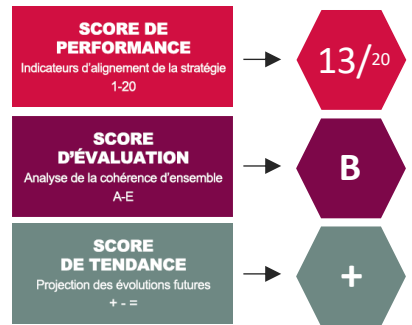 SCORE DE
PERFORMANCE
Indicateurs d'alignement de la stratégie
1-20
13/20
SCORE
D'ÉVALUATION
Analyse de la cohérence d'ensemble
A-E
B
SCORE
DE TENDANCE
Projection des évolutions futures
+ - =
+